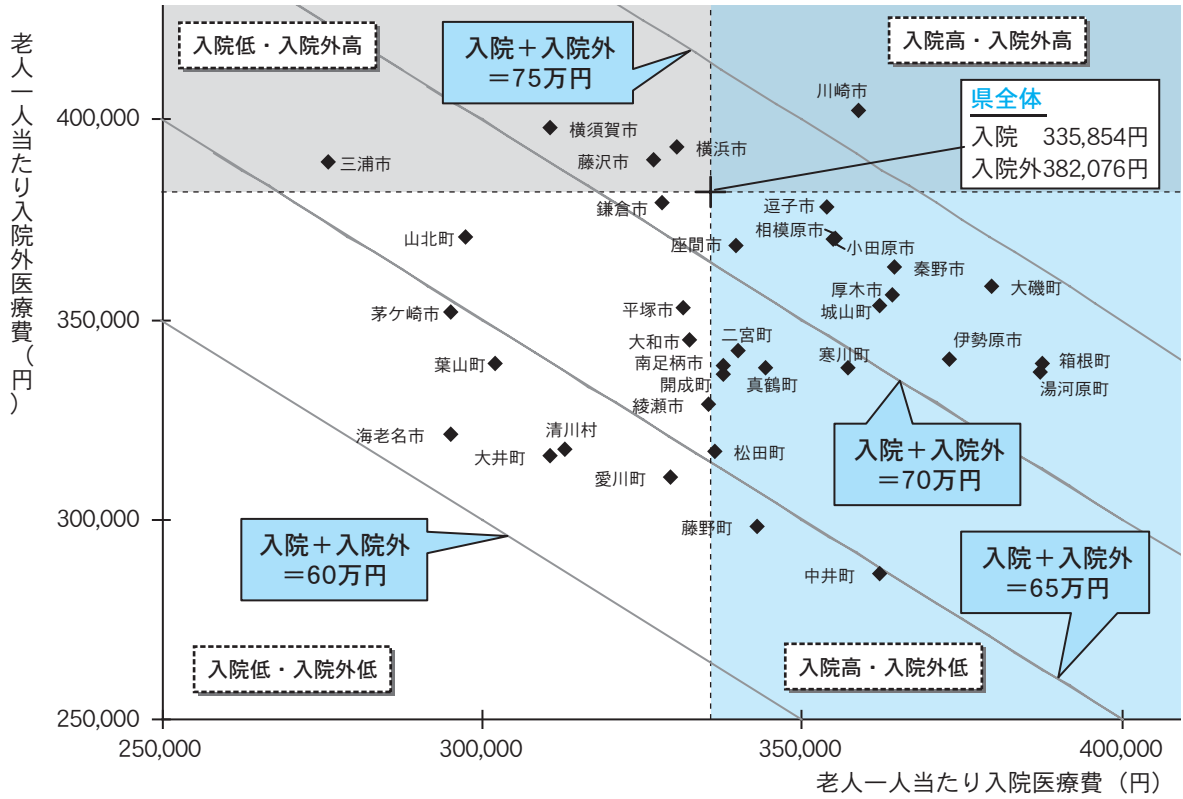 老人一人当たり入院外医療費(円)
入院低・入院外高
入院+入院外
=75万円
入院高・入院外高
県全体
入院 335,854円
入院外382,076円
400,000
350,000
300,000
250,000
川崎市
横須賀市
藤沢市
横浜市
三浦市
鎌倉市
逗子市
相模原市
小田原市
山北町
座間市
秦野市
大磯町
厚木市
城山町
茅ケ崎市
平塚市
大和市
二宮町
寒川町
伊勢原市
箱根町
湯河原町
葉山町
南足柄市
開成町
真鶴町
綾瀬市
海老名市
清川村
大井町
愛川町
松田町
入院+入院外
=70万円
藤野町
中井町
入院+入院外
=60万円
入院+入院外
=65万円
入院低・入院外低
入院高・入院外低
250,000
300,000
350,000
400,000
老人一人当たり入院医療費(円)